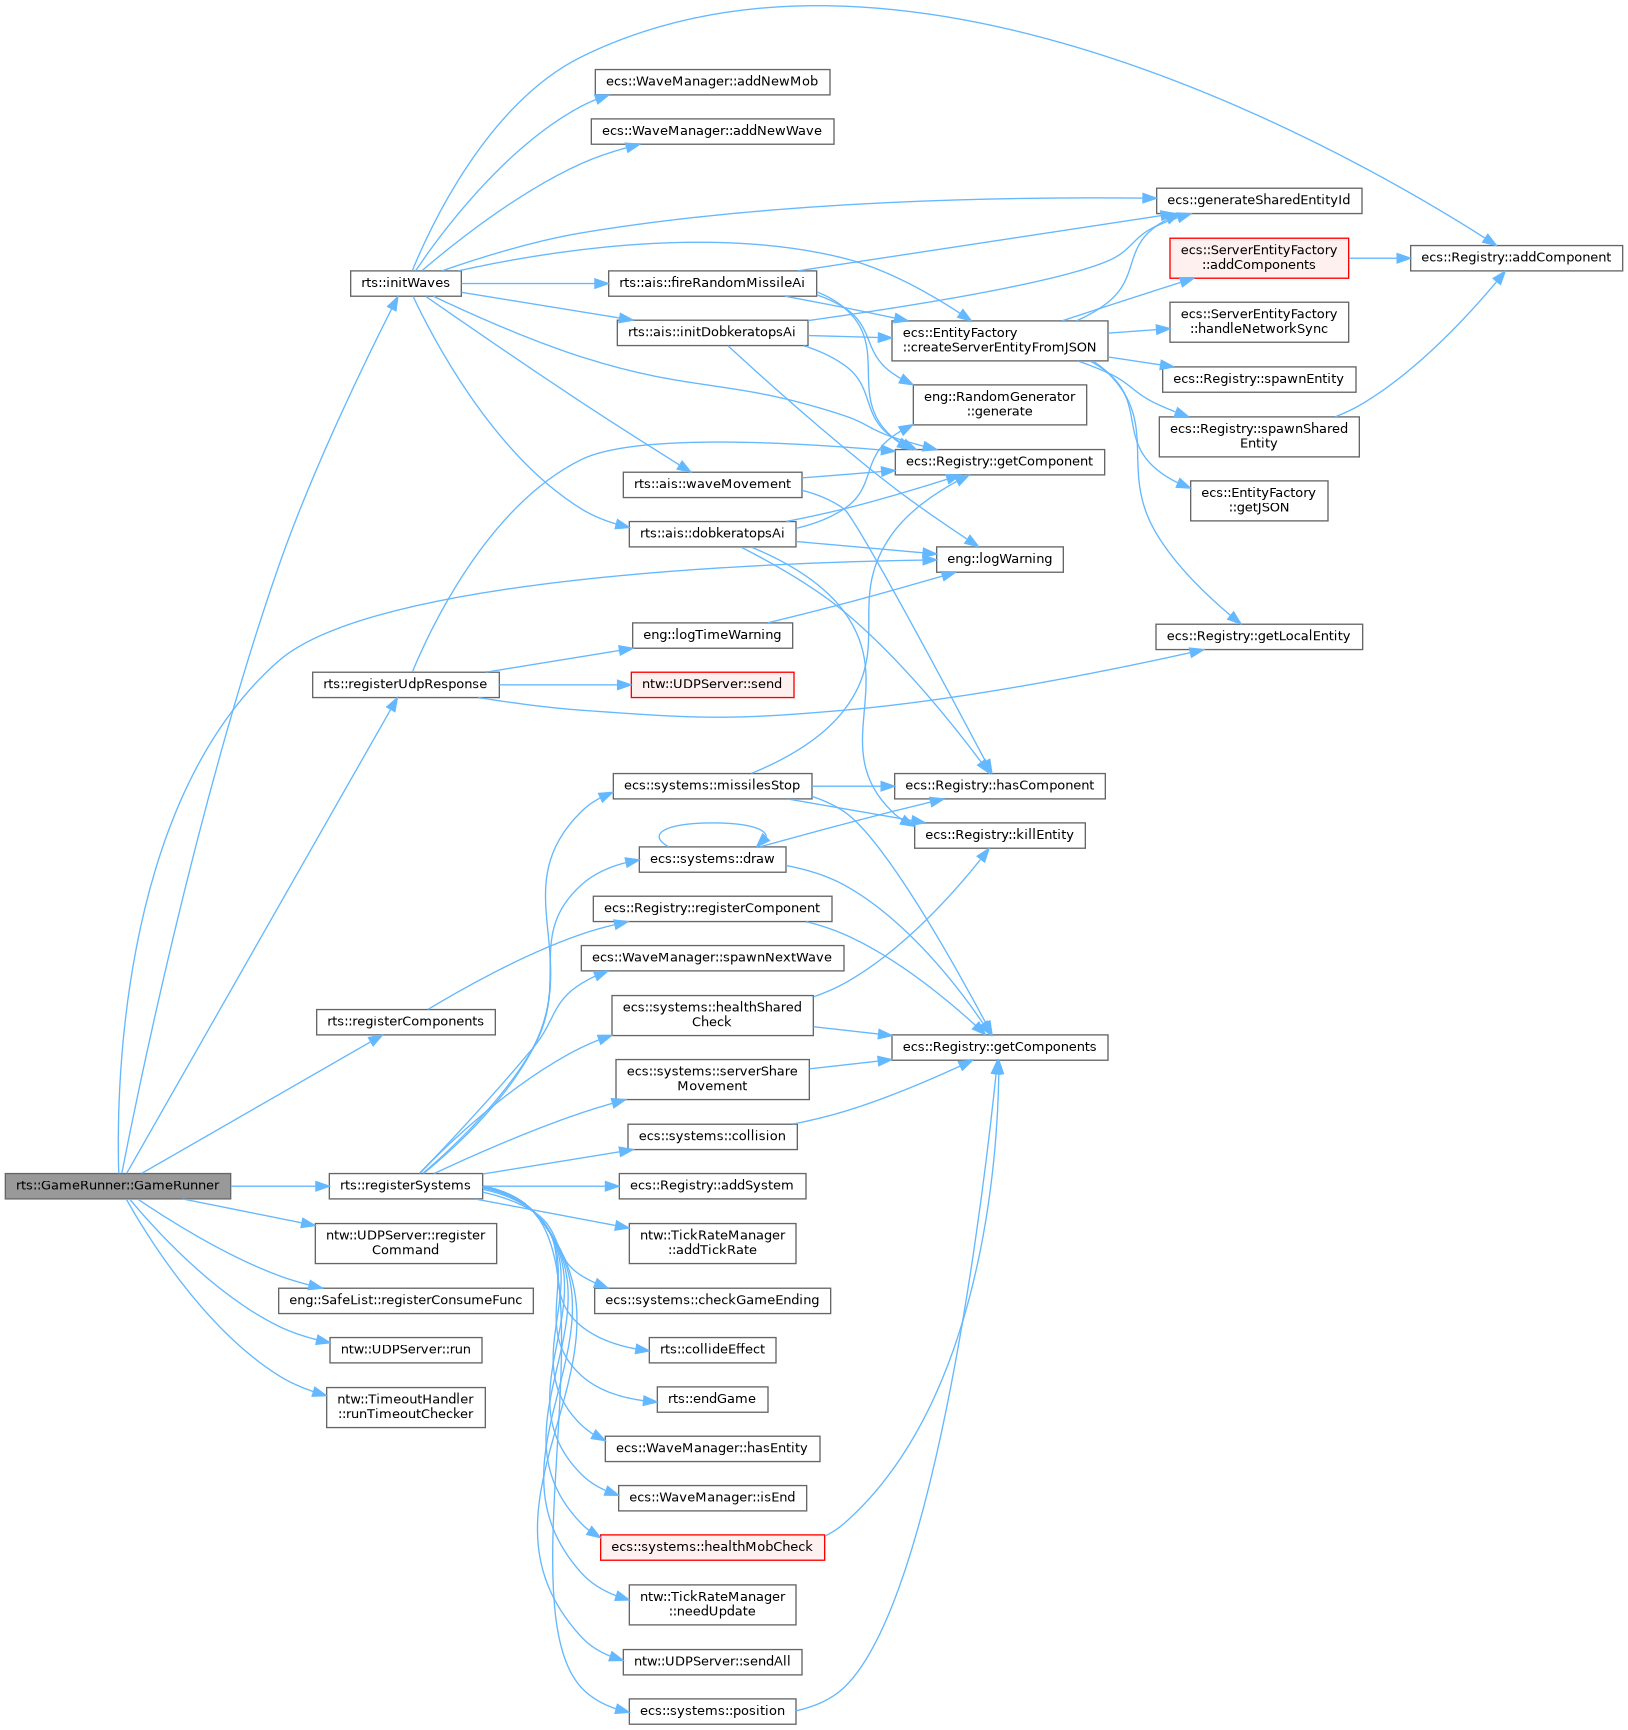 ecs::WaveManager::addNewMob
ecs::WaveManager::addNewWave
ecs::generateSharedEntityId
ecs::ServerEntityFactory
::addComponents
ecs::Registry::addComponent
rts::initWaves
rts::ais::fireRandomMissileAi
rts::ais::initDobkeratopsAi
ecs::EntityFactory
::createServerEntityFromJSON
ecs::ServerEntityFactory
::handleNetworkSync
ecs::Registry::spawnEntity
eng::RandomGenerator
::generate
ecs::Registry::spawnShared
Entity
ecs::Registry::getComponent
rts::ais::waveMovement
ecs::EntityFactory
::getJSON
rts::ais::dobkeratopsAi
eng::logWarning
eng::logTimeWarning
ecs::Registry::getLocalEntity
rts::registerUdpResponse
ntw::UDPServer::send
ecs::systems::missilesStop
ecs::Registry::hasComponent
ecs::Registry::killEntity
ecs::systems::draw
ecs::Registry::registerComponent
ecs::WaveManager::spawnNextWave
rts::registerComponents
ecs::systems::healthShared
Check
ecs::Registry::getComponents
ecs::systems::serverShare
Movement
ecs::systems::collision
rts::GameRunner::GameRunner
rts::registerSystems
ecs::Registry::addSystem
ntw::UDPServer::register
Command
ntw::TickRateManager
::addTickRate
eng::SafeList::registerConsumeFunc
ecs::systems::checkGameEnding
ntw::UDPServer::run
rts::collideEffect
ntw::TimeoutHandler
::runTimeoutChecker
rts::endGame
ecs::WaveManager::hasEntity
ecs::WaveManager::isEnd
ecs::systems::healthMobCheck
ntw::TickRateManager
::needUpdate
ntw::UDPServer::sendAll
ecs::systems::position